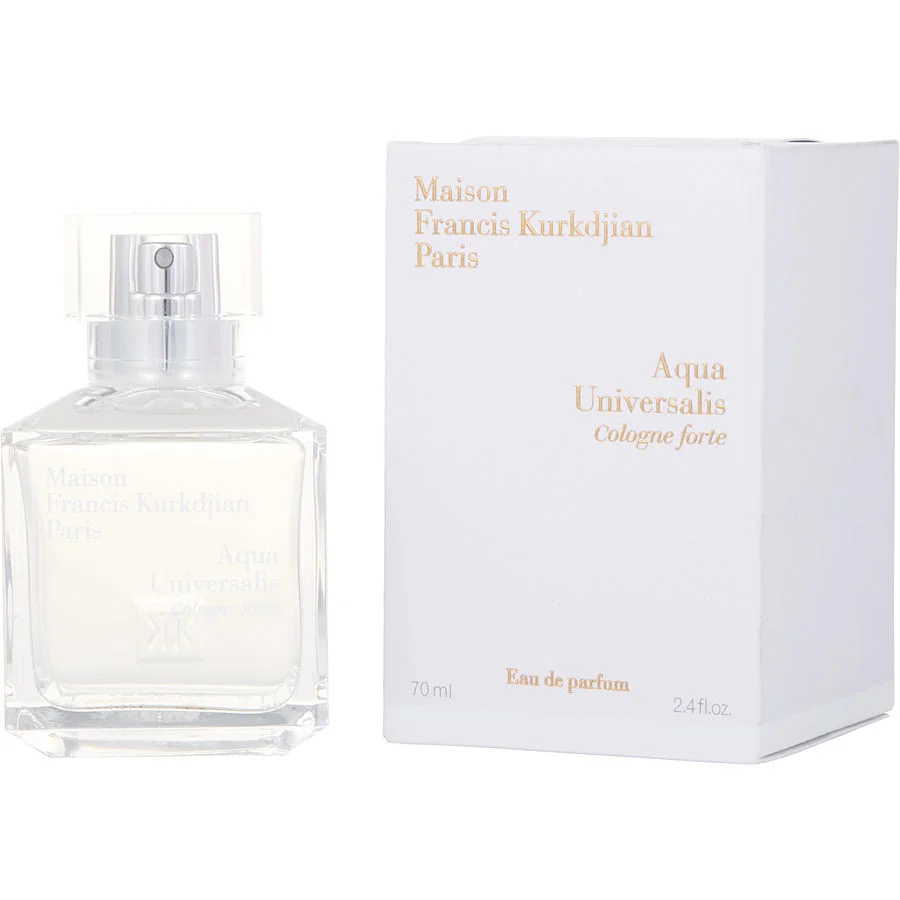 Maison
Francis Kurkdjian
Paris
Aqua
Universalis
Cologne forte
Maison
Francis Kurkdjian
Paris
Aqua
Universalis
Cologne forte
70 ml
Eau de parfum
2.4 fl.oz.